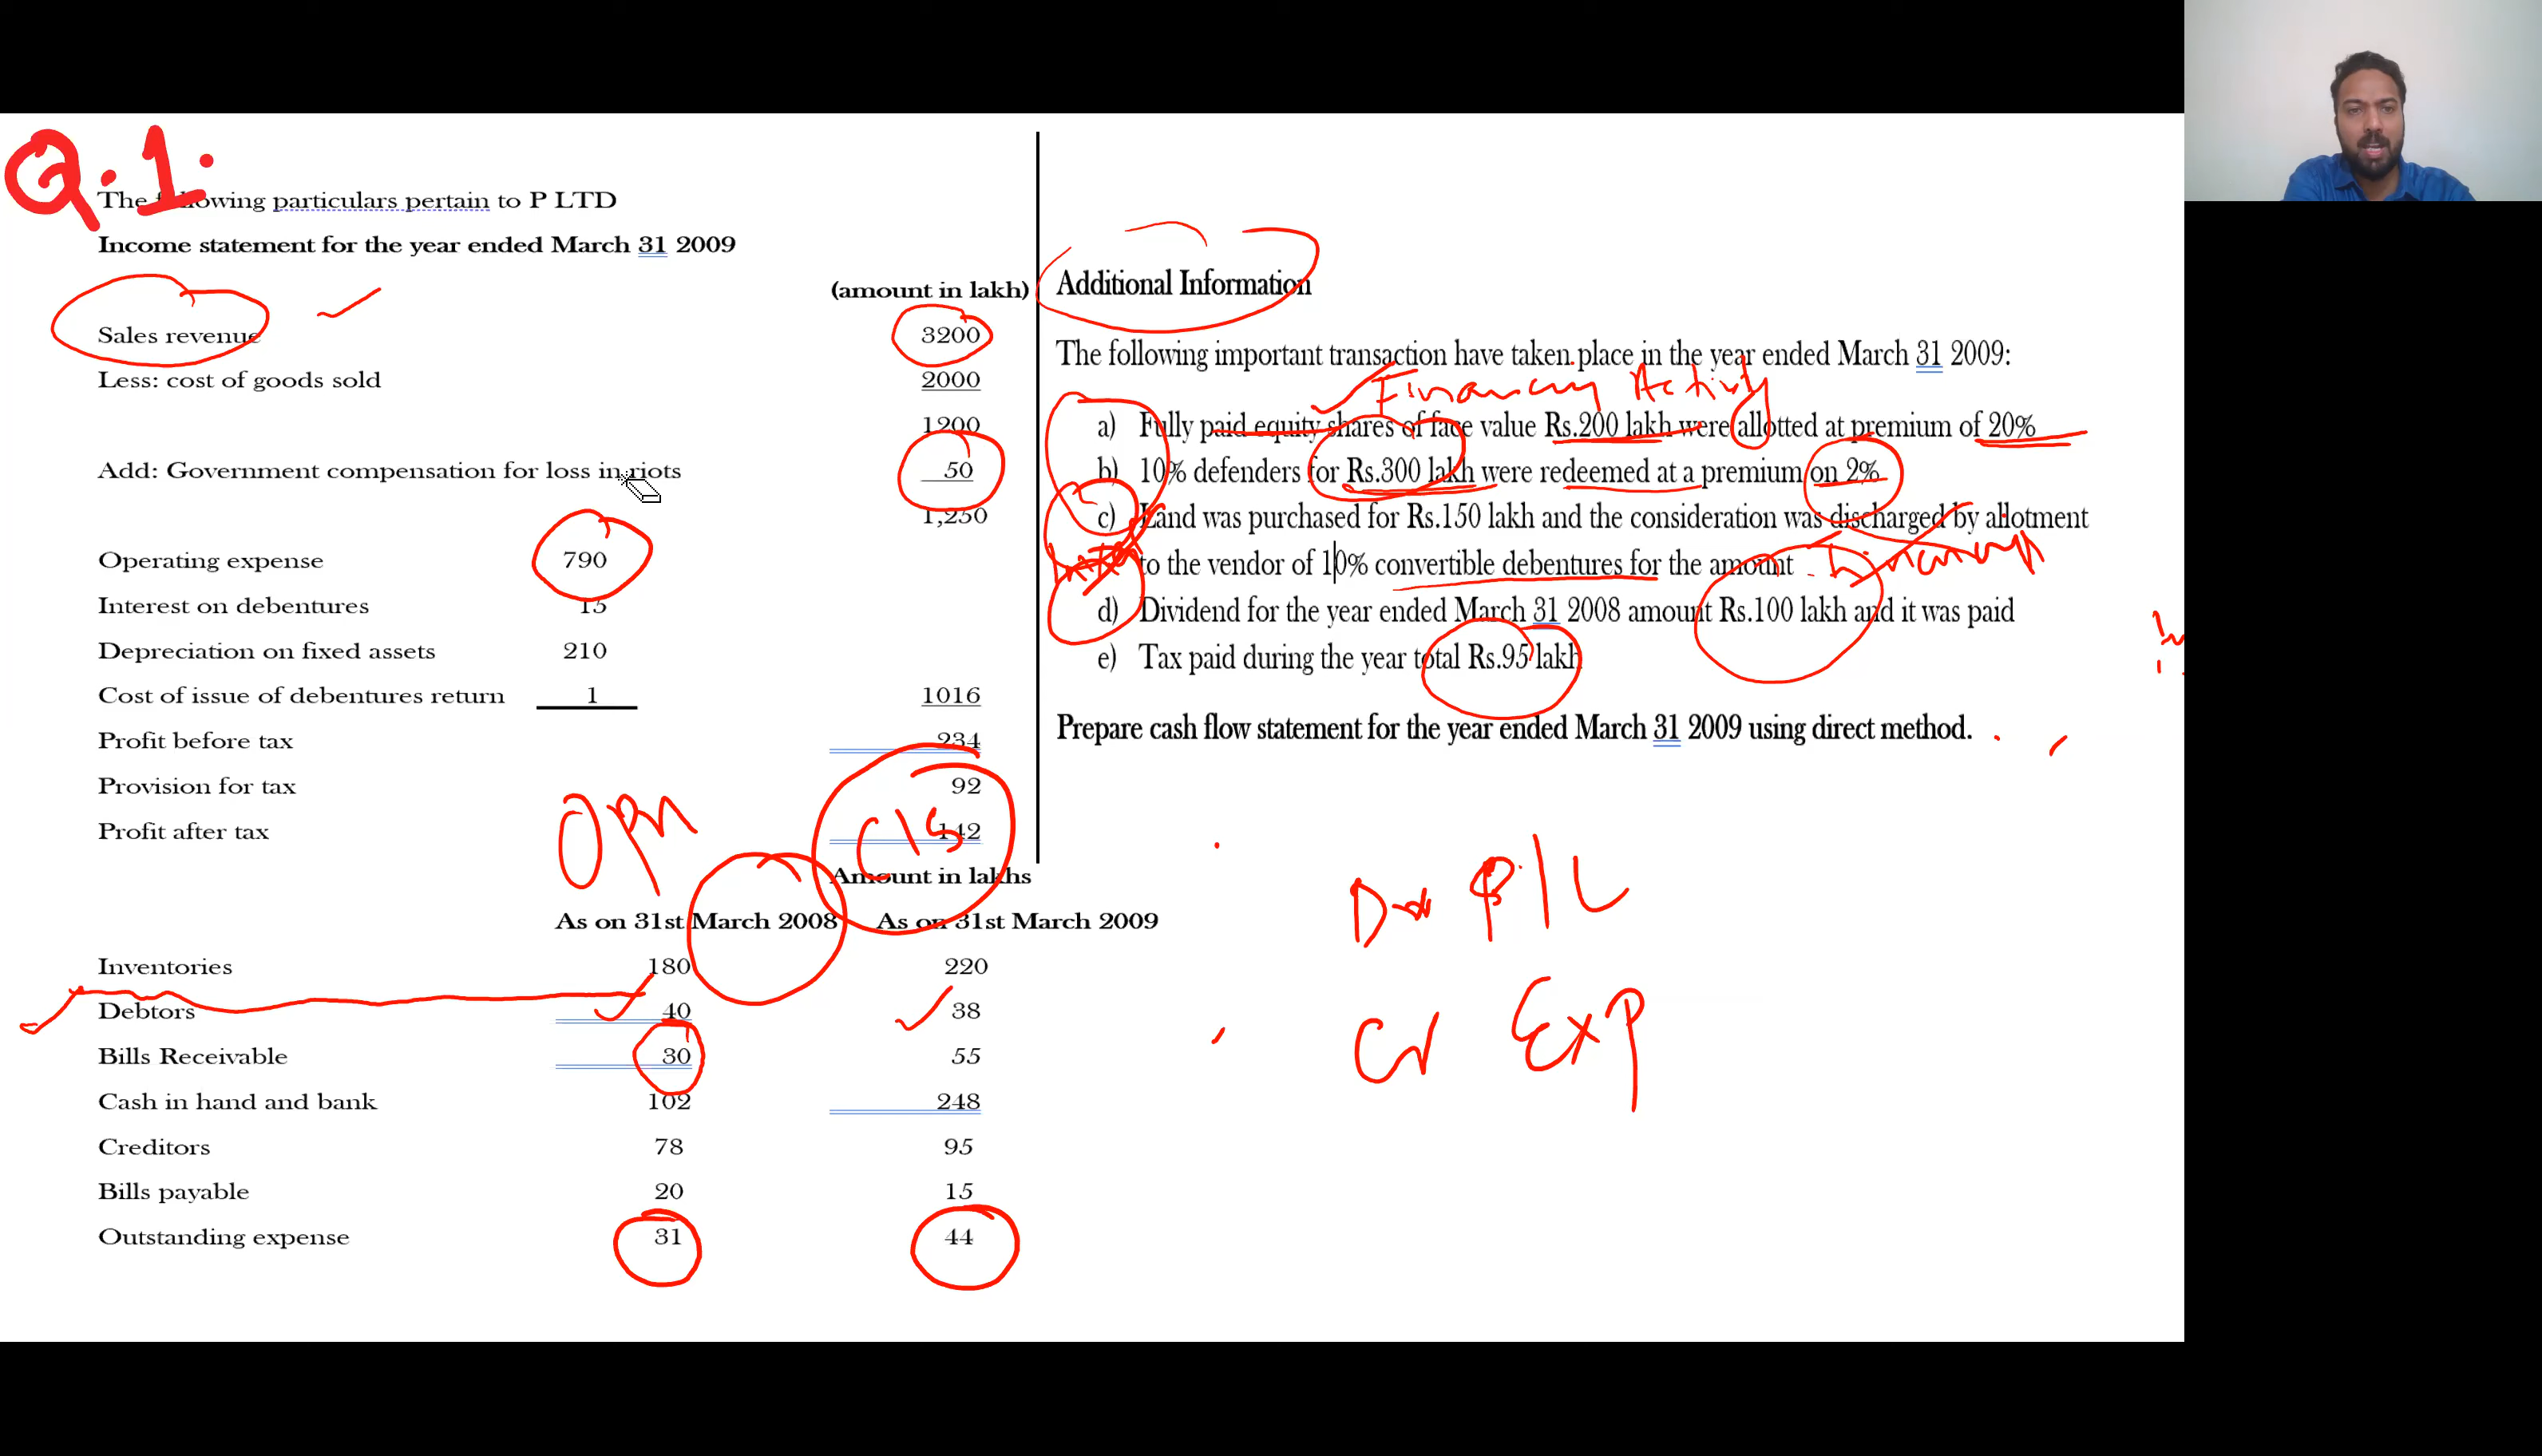 Q.1.
The following particulars pertain to P LTD
Income statement for the year ended March 31 2009
(amount in lakh)
Sales revenue 3200
Less: cost of goods sold 2000
1200
Add: Government compensation for loss in riots 50
1,250
Operating expense 790
Interest on debentures 15
Depreciation on fixed assets 210
Cost of issue of debentures return 1 1016
Profit before tax 234
Provision for tax 92
Profit after tax 142
Opn
Cls
Amount in lakhs
As on 31st March 2008 As on 31st March 2009
Inventories 180 220
Debtors 40 38
Bills Receivable 30 55
Cash in hand and bank 102 248
Creditors 78 95
Bills payable 20 15
Outstanding expense 31 44
Additional Information
The following important transaction have taken place in the year ended March 31 2009:
Financing Activity
a) Fully paid equity shares of face value Rs.200 lakh were allotted at premium of 20%
b) 10% defenders for Rs.300 lakh were redeemed at a premium on 2%
c) Land was purchased for Rs.150 lakh and the consideration was discharged by allotment
to the vendor of 10% convertible debentures for the amount
d) Dividend for the year ended March 31 2008 amount Rs.100 lakh and it was paid
e) Tax paid during the year total Rs.95 lakh
Prepare cash flow statement for the year ended March 31 2009 using direct method.
P/L
Cr Exp